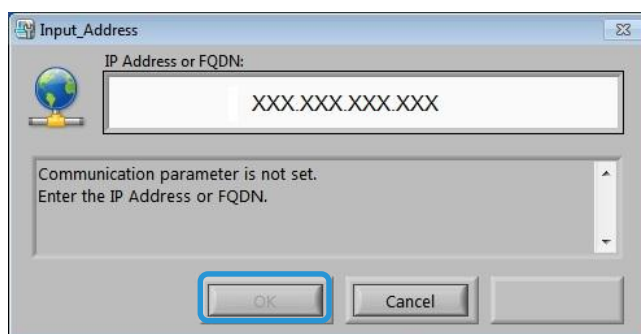 Input_Address
IP Address or FQDN:
XXX.XXX.XXX.XXX
Communication parameter is not set.
Enter the IP Address or FQDN.
OK
Cancel